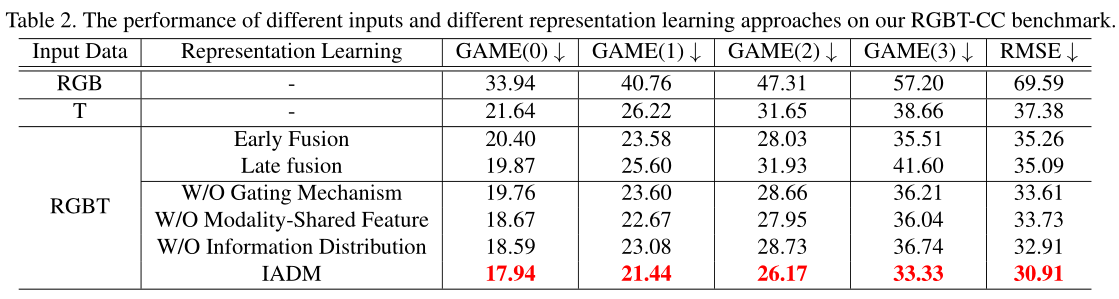 Table 2. The performance of different inputs and different representation learning approaches on our RGBT-CC benchmark.
Input Data Representation Learning GAME(0) ↓ GAME(1) ↓ GAME(2) ↓ GAME(3) ↓ RMSE ↓
RGB - 33.94 40.76 47.31 57.20 69.59
T - 21.64 26.22 31.65 38.66 37.38
RGBT
Early Fusion 20.40 23.58 28.03 35.51 35.26
Late fusion 19.87 25.60 31.93 41.60 35.09
W/O Gating Mechanism 19.76 23.60 28.66 36.21 33.61
W/O Modality-Shared Feature 18.67 22.67 27.95 36.04 33.73
W/O Information Distribution 18.59 23.08 28.73 36.74 32.91
IADM 17.94 21.44 26.17 33.33 30.91